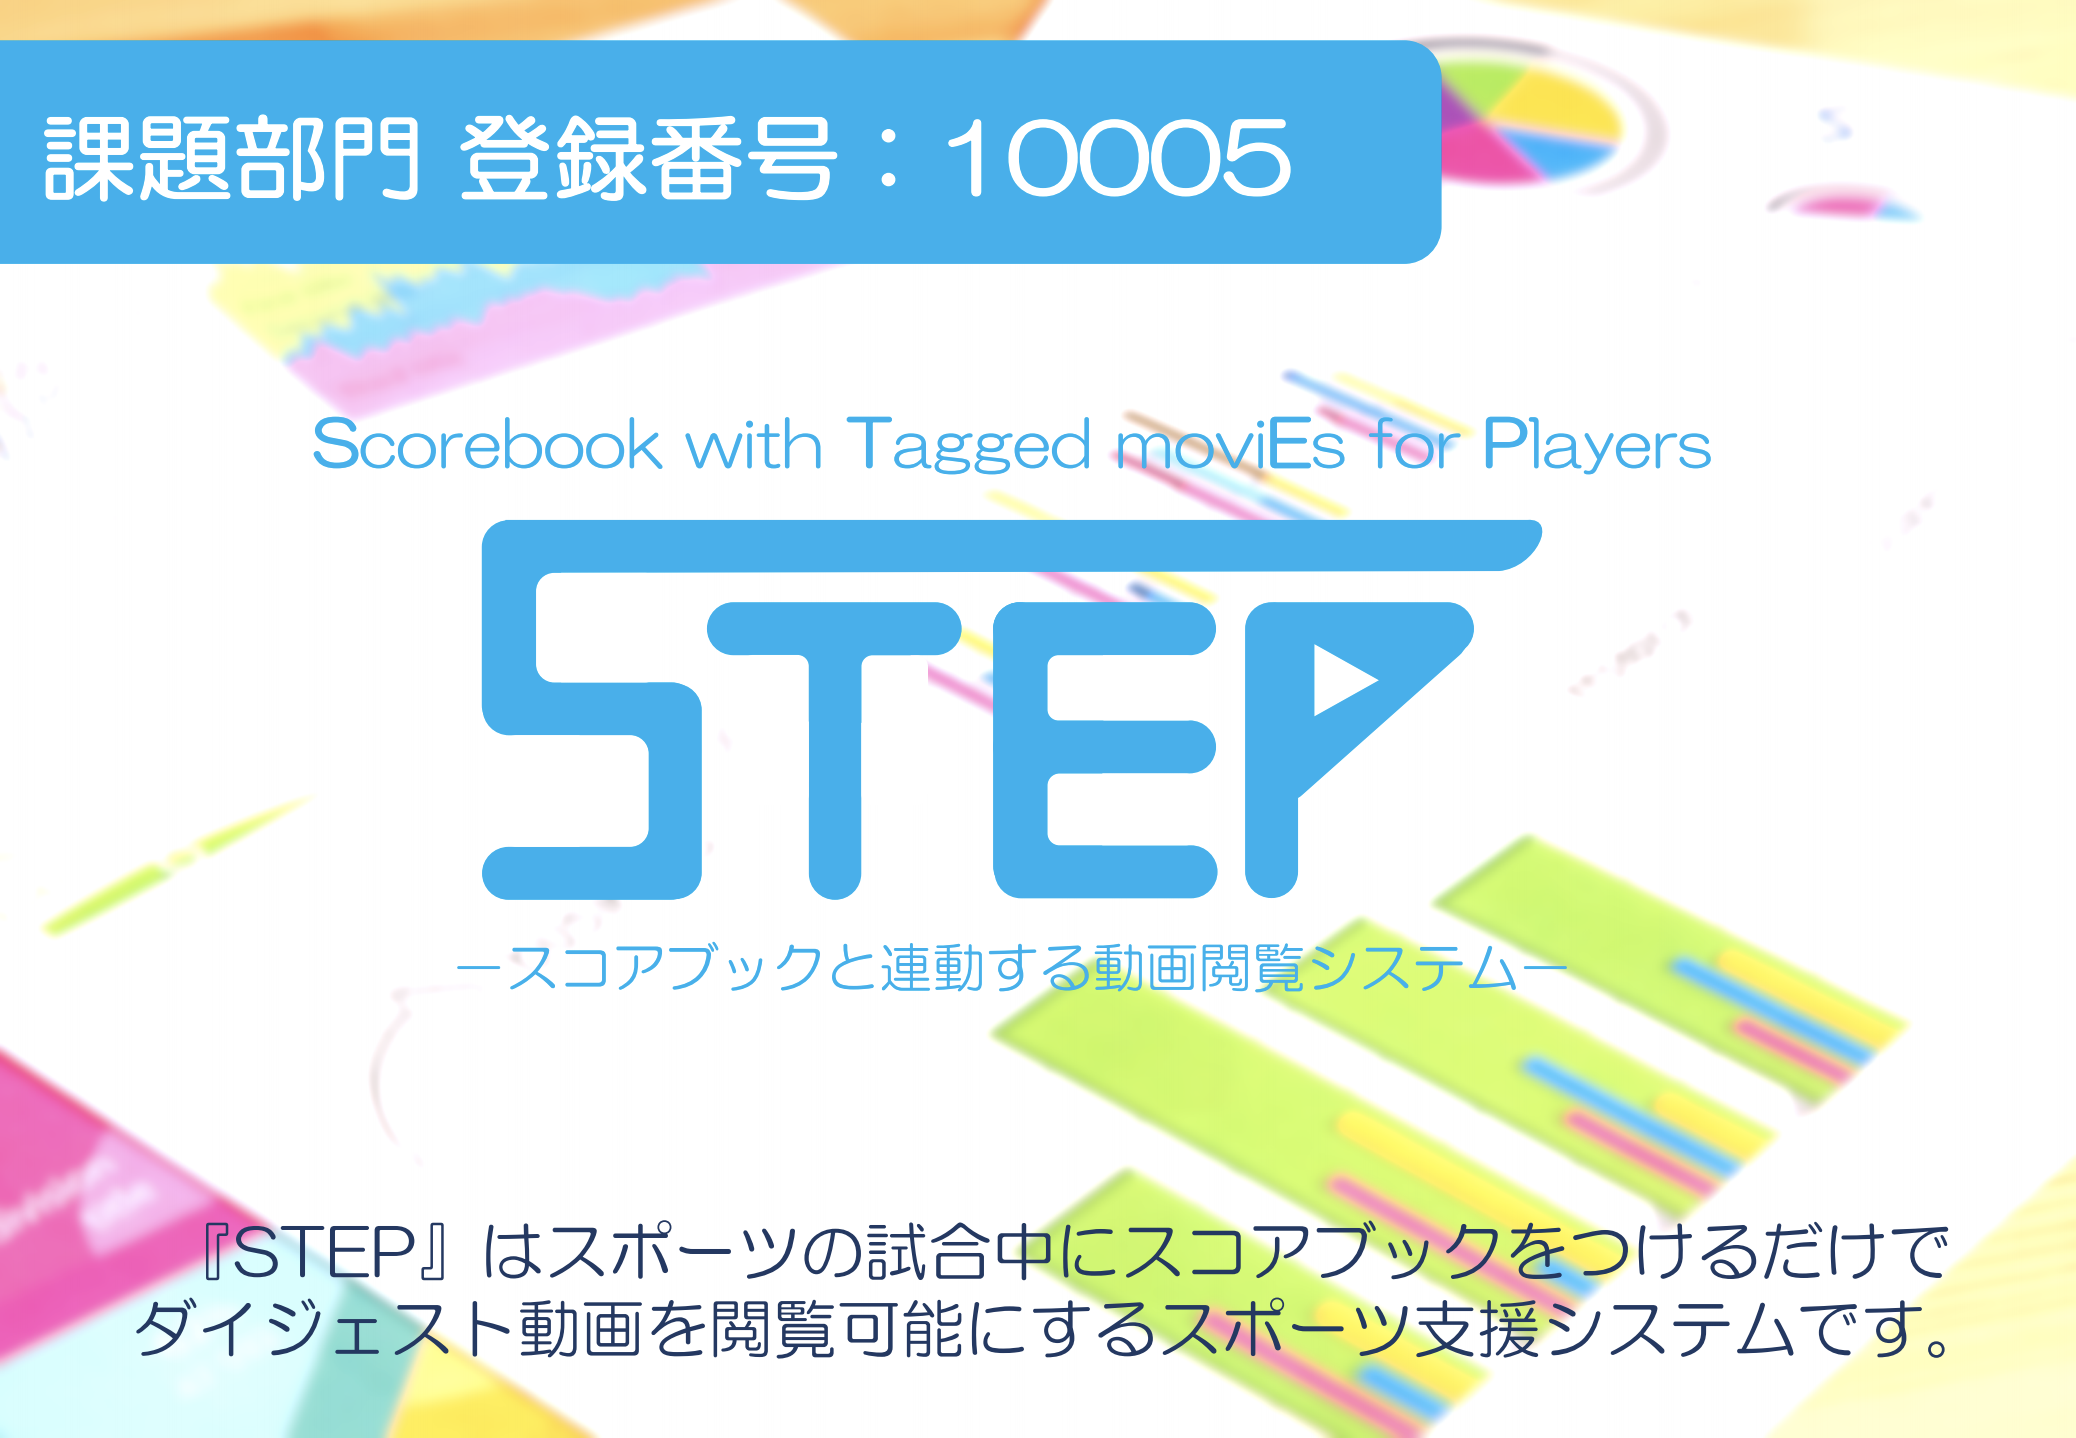 課題部門 登録番号：10005
Scorebook with Tagged moviEs for Players
STEP
―スコアブックと連動する動画閲覧システム―
『STEP』はスポーツの試合中にスコアブックをつけるだけで
ダイジェスト動画を閲覧可能にするスポーツ支援システムです。